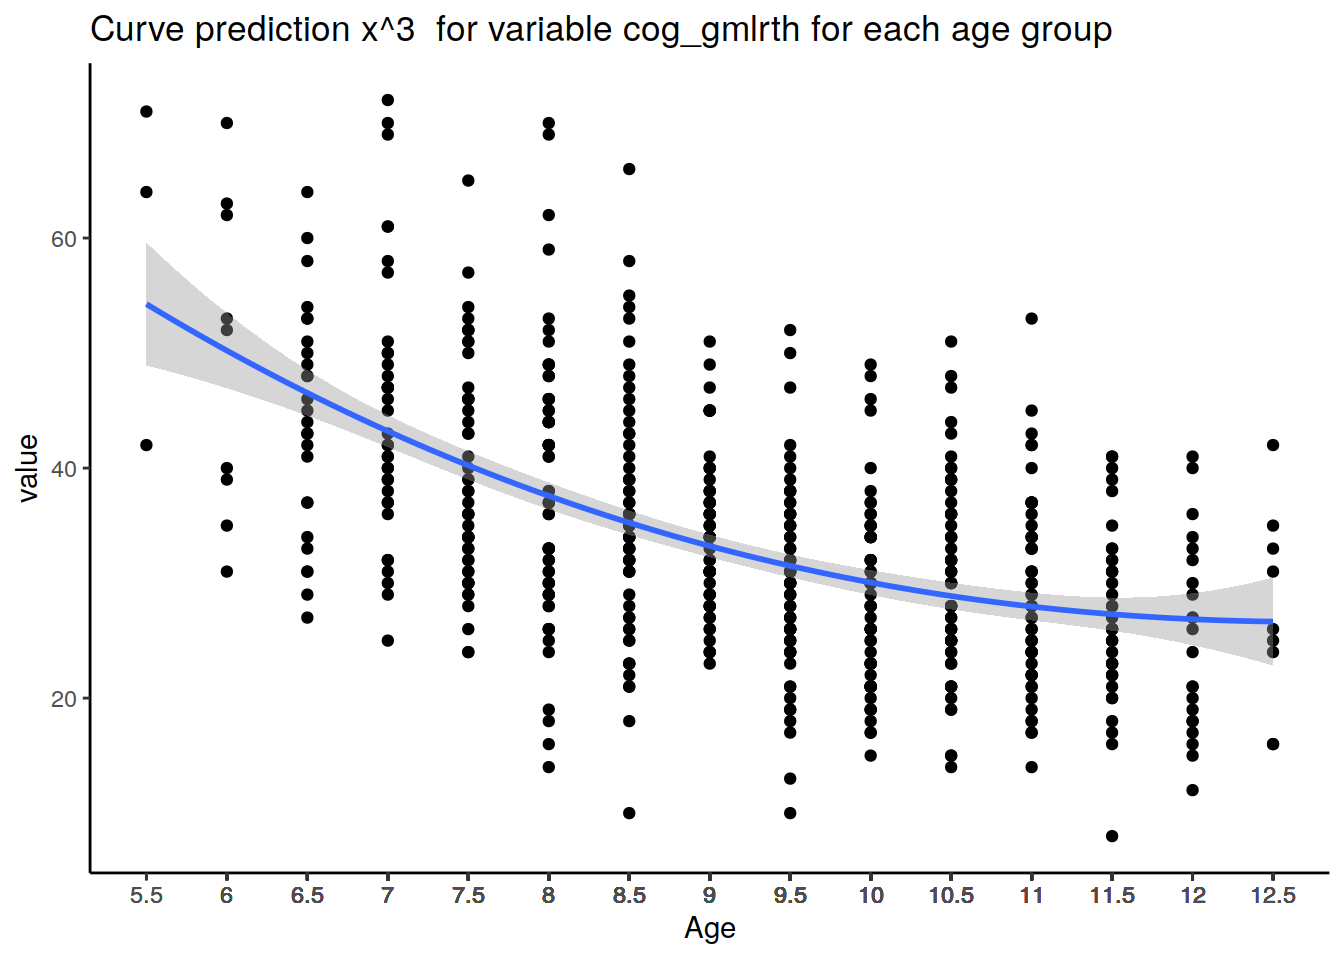 Curve prediction x^3  for variable cog_gmlrth for each age group
value
60
40
20
5.5 6 6.5 7 7.5 8 8.5 9 9.5 10 10.5 11 11.5 12 12.5
Age